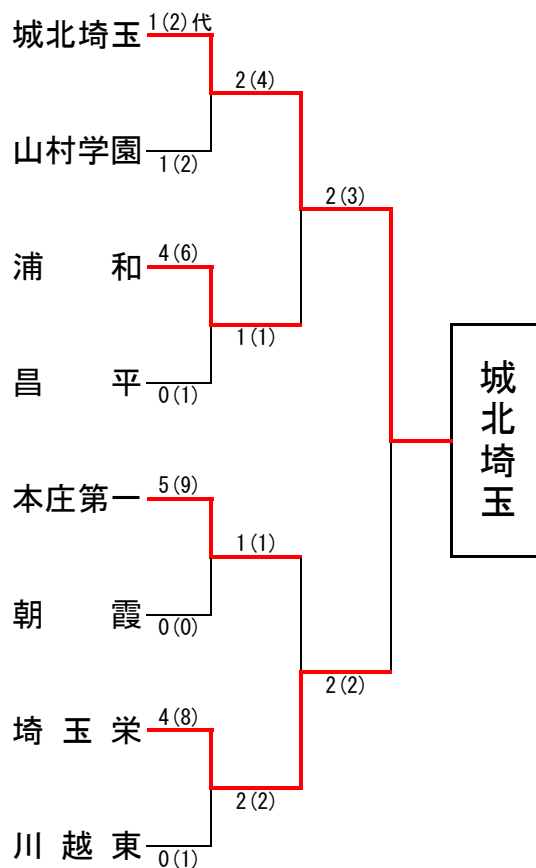 城北埼玉 1(2)代
2(4)
山村学園 1(2)
2(3)
浦和 4(6)
1(1)
昌平 0(1)
城北埼玉
本庄第一 5(9)
1(1)
朝霞 0(0)
2(2)
埼玉栄 4(8)
2(2)
川越東 0(1)